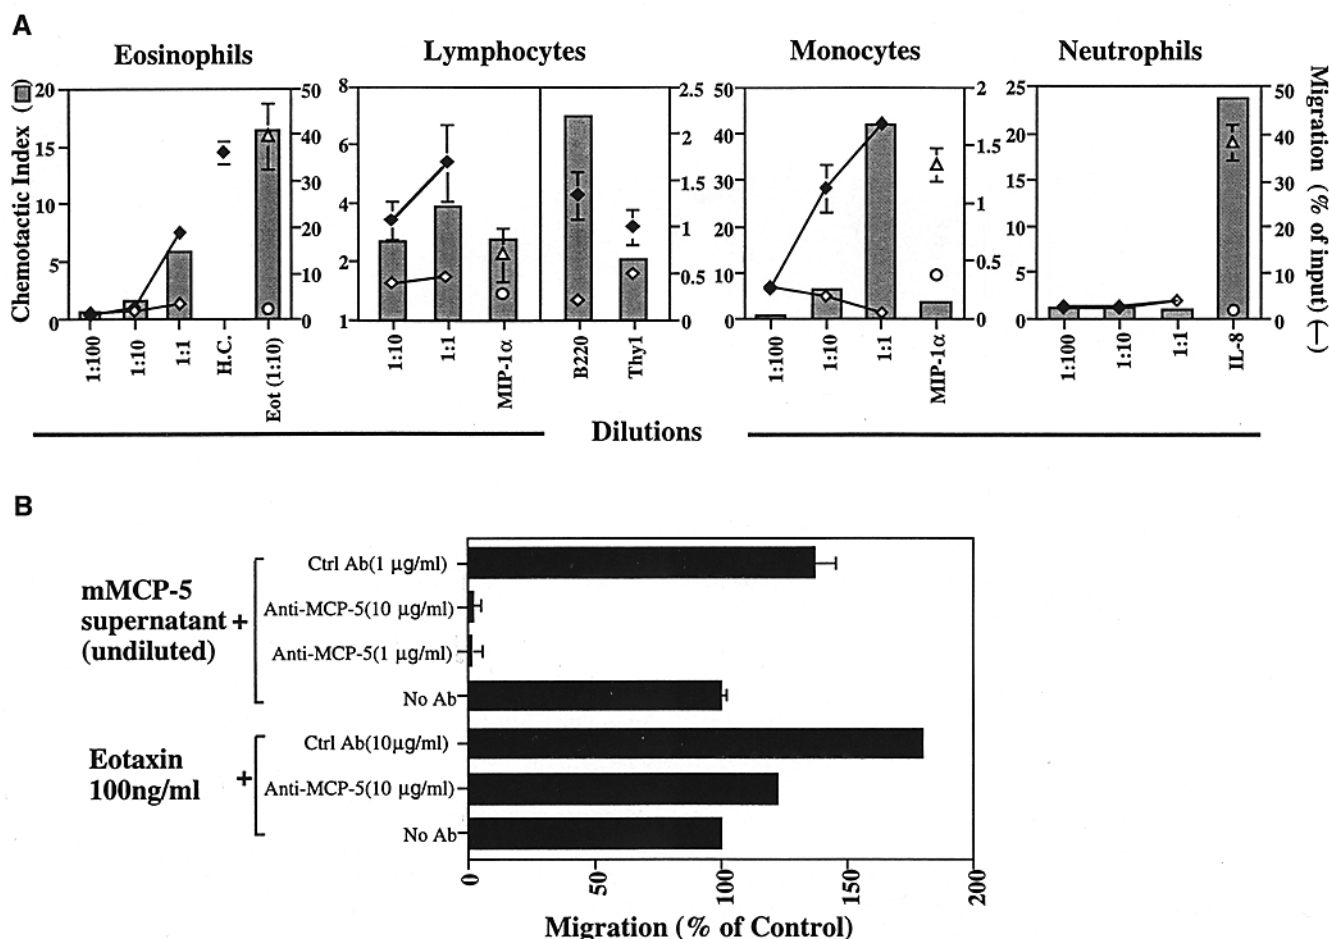 A
Eosinophils
Lymphocytes
Monocytes
Neutrophils
Chemotactic Index ( )
20
15
10
5
0
50
40
30
20
10
0
8
6
4
2
1
2.5
2
1.5
1
0.5
0
50
40
30
20
10
0
2
1.5
1
0.5
0
25
20
15
10
5
0
50
40
30
20
10
0
Migration (% of input) (—)
1:100
1:10
1:1
H.C.
Eot (1:10)
1:10
1:1
MIP-1α
B220
Thy1
1:100
1:10
1:1
MIP-1α
1:100
1:10
1:1
IL-8
Dilutions
B
mMCP-5
supernatant +
(undiluted)
Ctrl Ab(1 µg/ml)
Anti-MCP-5(10 µg/ml)
Anti-MCP-5(1 µg/ml)
No Ab
Eotaxin
100ng/ml
+
Ctrl Ab(10µg/ml)
Anti-MCP-5(10 µg/ml)
No Ab
0
50
100
150
200
Migration (% of Control)